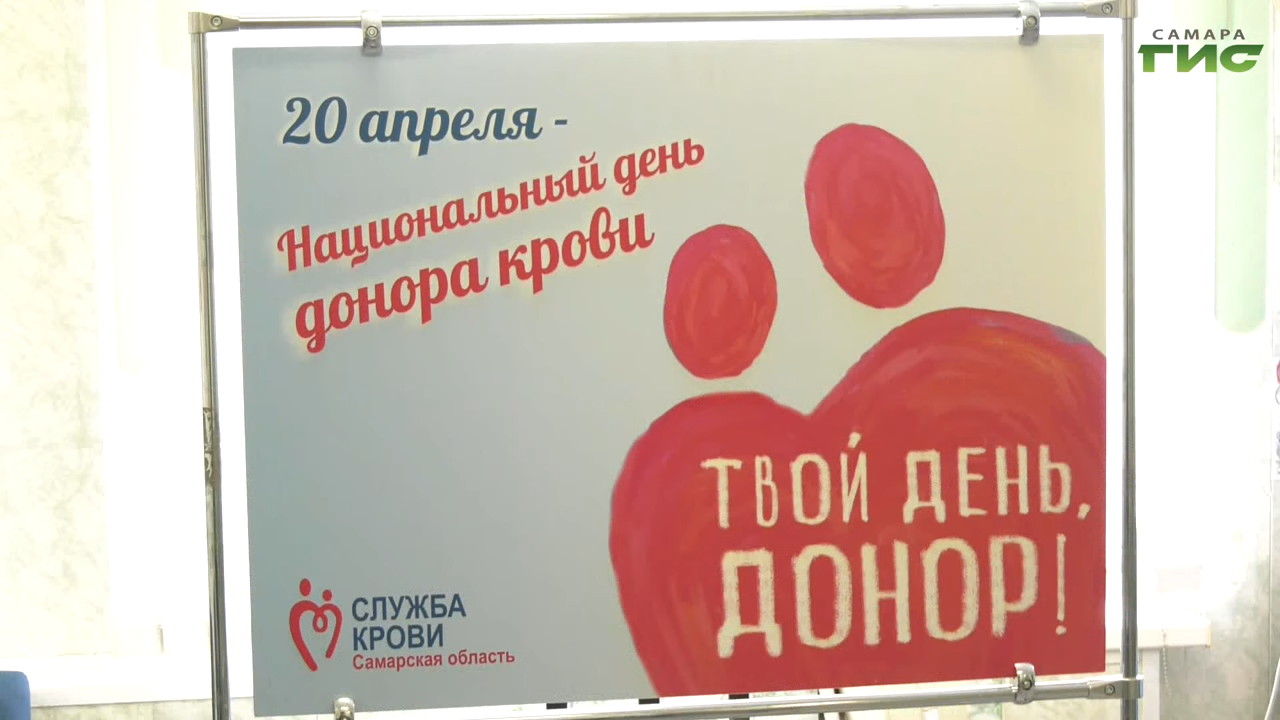 САМАРА
ГИС
20 апреля -
Национальный день
донора крови
ТВОЙ ДЕНЬ,
ДОНОР!
СЛУЖБА
КРОВИ
Самарская область